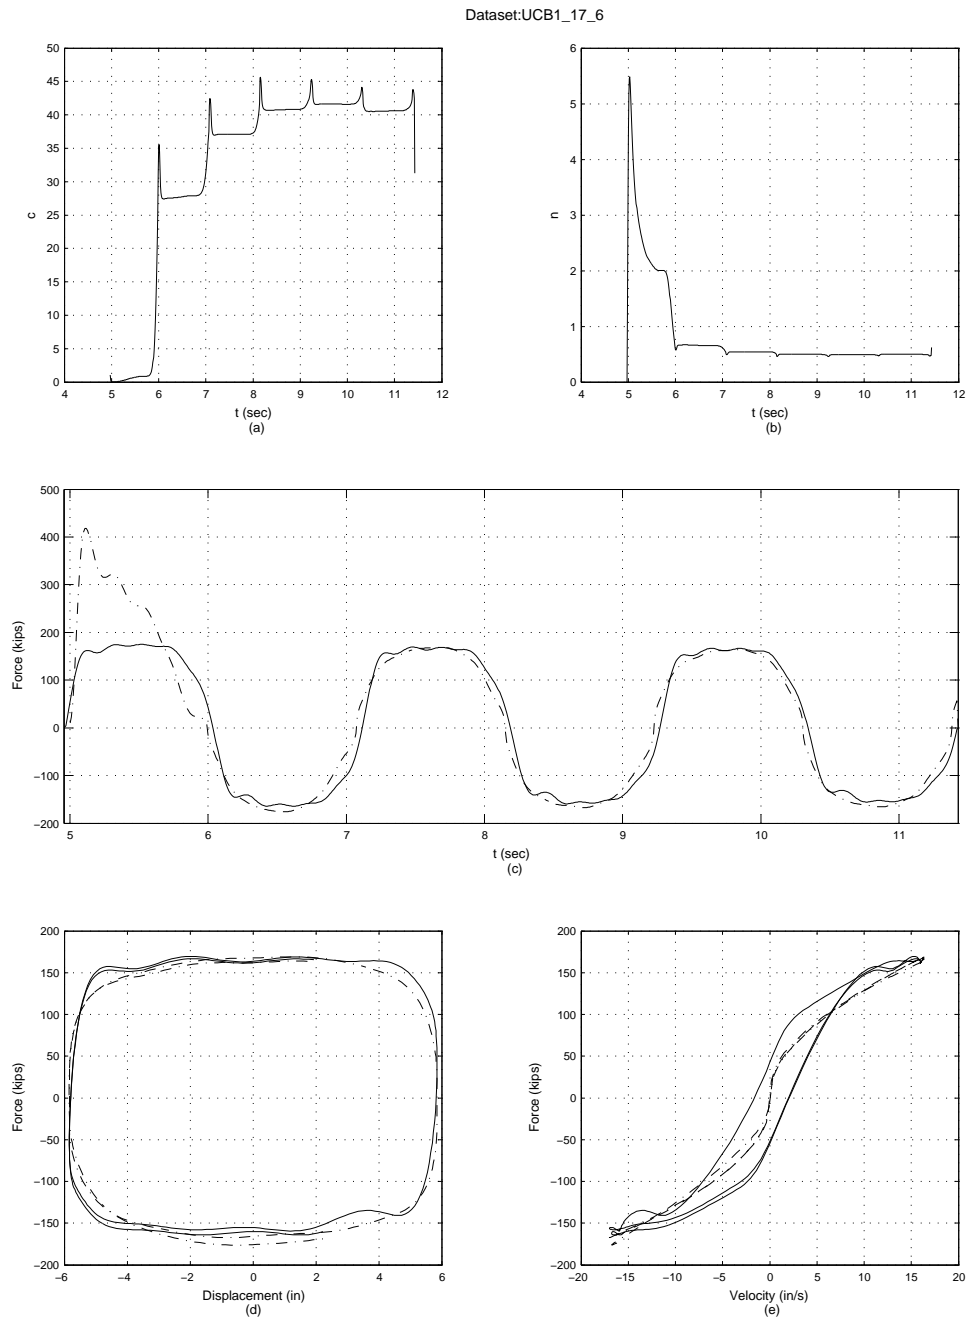 Dataset:UCB1_17_6
50
45
40
35
30
25
20
15
10
5
0
c
4 5 6 7 8 9 10 11 12
t (sec)
(a)
6
5
4
3
2
1
0
n
4 5 6 7 8 9 10 11 12
t (sec)
(b)
500
400
300
200
100
0
−100
−200
Force (kips)
5 6 7 8 9 10 11
t (sec)
(c)
200
150
100
50
0
−50
−100
−150
−200
Force (kips)
−6 −4 −2 0 2 4 6
Displacement (in)
(d)
200
150
100
50
0
−50
−100
−150
−200
Force (kips)
−20 −15 −10 −5 0 5 10 15 20
Velocity (in/s)
(e)